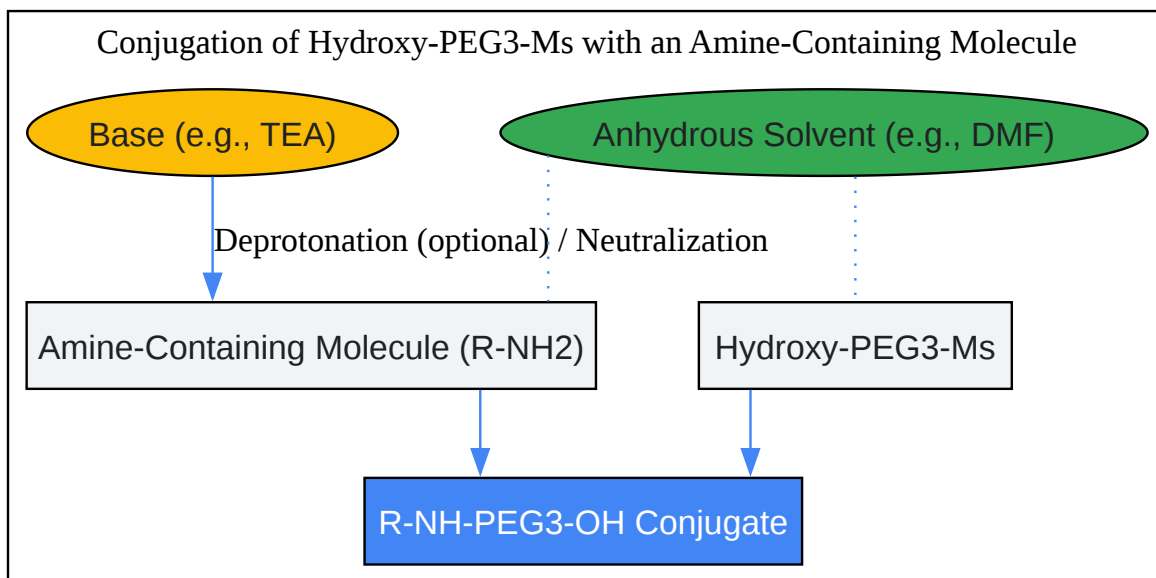 Conjugation of Hydroxy-PEG3-Ms with an Amine-Containing Molecule
Base (e.g., TEA)
Anhydrous Solvent (e.g., DMF)
Deprotonation (optional) / Neutralization
Amine-Containing Molecule (R-NH2)
Hydroxy-PEG3-Ms
R-NH-PEG3-OH Conjugate